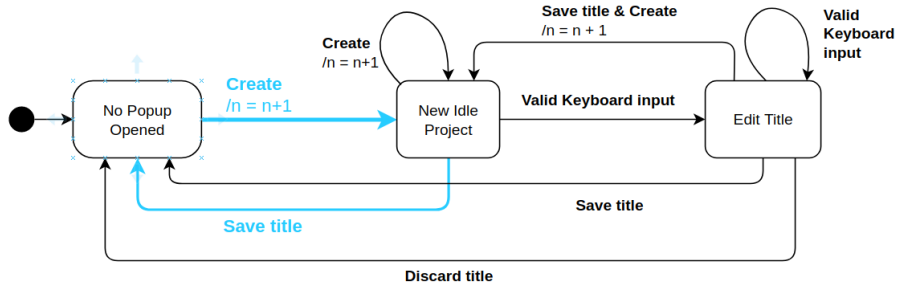 Save title & Create
/n = n + 1
Valid
Keyboard
input
Create
/n = n+1
Create
/n = n+1
No Popup
Opened
New Idle
Project
Valid Keyboard input
Edit Title
Save title
Save title
Discard title